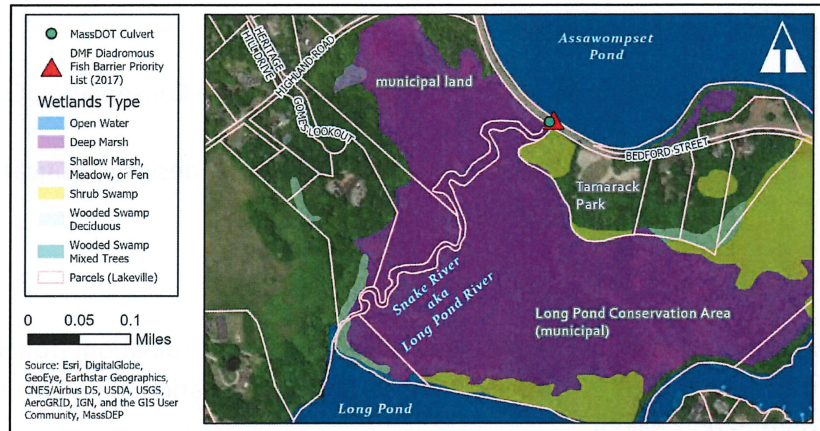 MassDOT Culvert
DMF Diadromous
Fish Barrier Priority
List (2017)
Wetlands Type
Open Water
Deep Marsh
Shallow Marsh,
Meadow, or Fen
Shrub Swamp
Wooded Swamp
Deciduous
Wooded Swamp
Mixed Trees
Parcels (Lakeville)
0 0.05 0.1
Miles
Source: Esri, DigitalGlobe,
GeoEye, Earthstar Geographics,
CNES/Airbus DS, USDA, USGS,
AeroGRID, IGN, and the GIS User
Community, MassDEP
HERITAGE
HILL DRIVE
HIGHLAND ROAD
GOMES LOOKOUT
municipal land
Assawompset
Pond
BEDFORD STREET
Tamarack
Park
Snake River
aka
Long Pond River
Long Pond Conservation Area
(municipal)
Long Pond